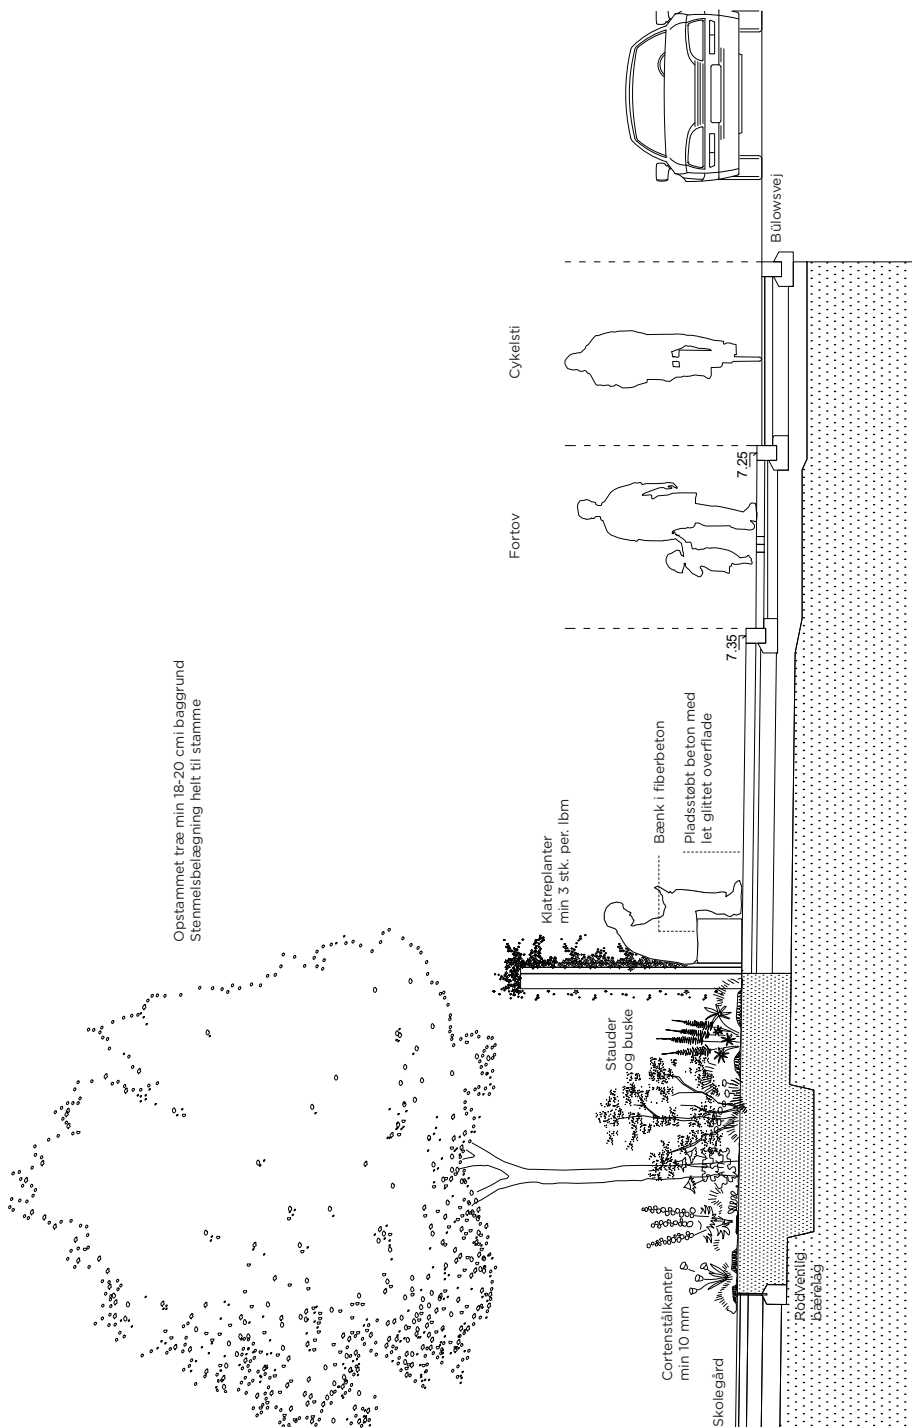 Opstammet træ min 18-20 cmi baggrund
Stenmelsbelægning helt til stamme
Klatreplanter
min 3 stk. per. lbm
Fortov
Cykelsti
Stauder
og buske
Bænk i fiberbeton
Cortenstålkanter
min 10 mm
Pladsstøbt beton med
let glittet overflade
Skolegård
7.35
7.25
Bülowsvej
Rodvenlig
bærelag